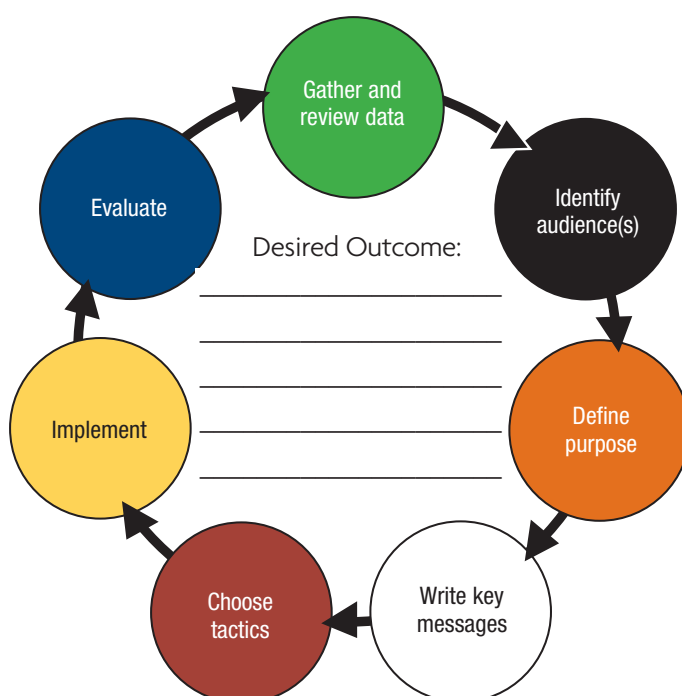 Gather and
review data
Identify
audience(s)
Define
purpose
Write key
messages
Choose
tactics
Implement
Evaluate
Desired Outcome: